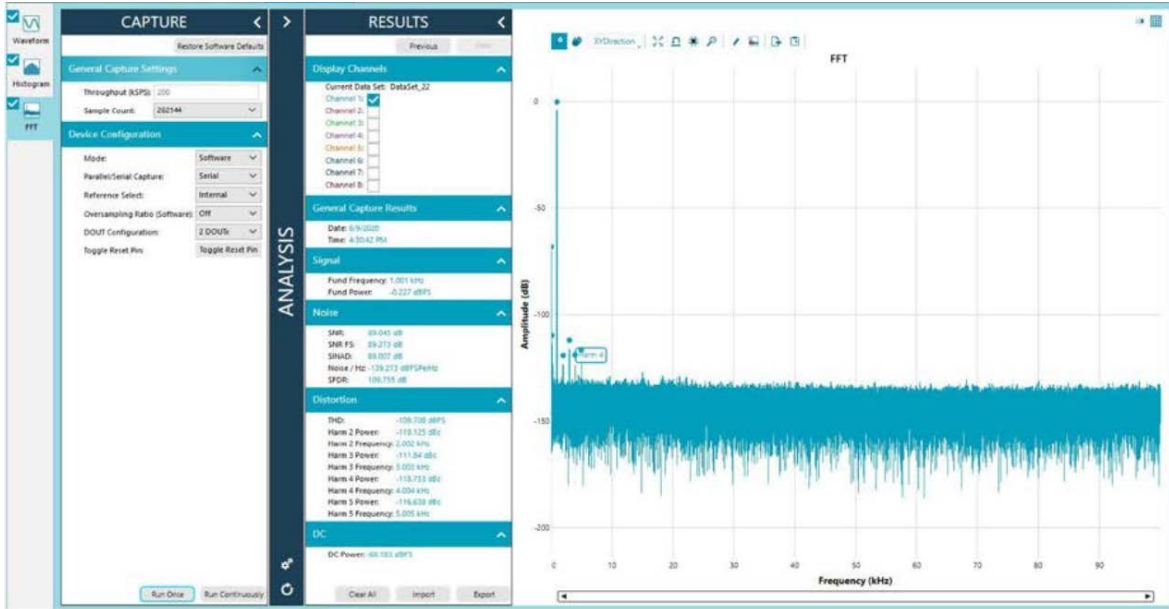 Waveform
Histogram
FFT
CAPTURE
Restore Software Defaults
General Capture Settings
Throughput (kSPS): 200
Sample Count: 262144
Device Configuration
Mode: Software
Parallel/Serial Capture: Serial
Reference Select: Internal
Oversampling Ratio (Software): Off
DOUT Configuration: 2 DOUTx
Toggle Reset Pin: Toggle Reset Pin
Run Once Run Continuously
ANALYSIS
RESULTS
Previous
Display Channels
Current Data Set: DataSet_22
Channel 1:
Channel 2:
Channel 3:
Channel 4:
Channel 5:
Channel 6:
Channel 7:
Channel 8:
General Capture Results
Date: 6/9/2020
Time: 4:30:42 PM
Signal
Fund Frequency: 1.001 kHz
Fund Power: -0.227 dBFS
Noise
SNR: 89.045 dB
SNR FS: 89.273 dB
SINAD: 89.007 dB
Noise / Hz: -139.273 dBFSPerHz
SFDR: 109.755 dB
Distortion
THD: -109.708 dBFS
Harm 2 Power: -119.125 dBc
Harm 2 Frequency: 2.002 kHz
Harm 3 Power: -111.84 dBc
Harm 3 Frequency: 3.003 kHz
Harm 4 Power: -118.753 dBc
Harm 4 Frequency: 4.004 kHz
Harm 5 Power: -116.638 dBc
Harm 5 Frequency: 5.005 kHz
DC
DC Power: dBFS
Clear All Import Export
XYDirection
FFT
Amplitude (dB)
0
-50
-100
-150
-200
Harm 4
0 10 20 30 40 50 60 70 80 90
Frequency (kHz)